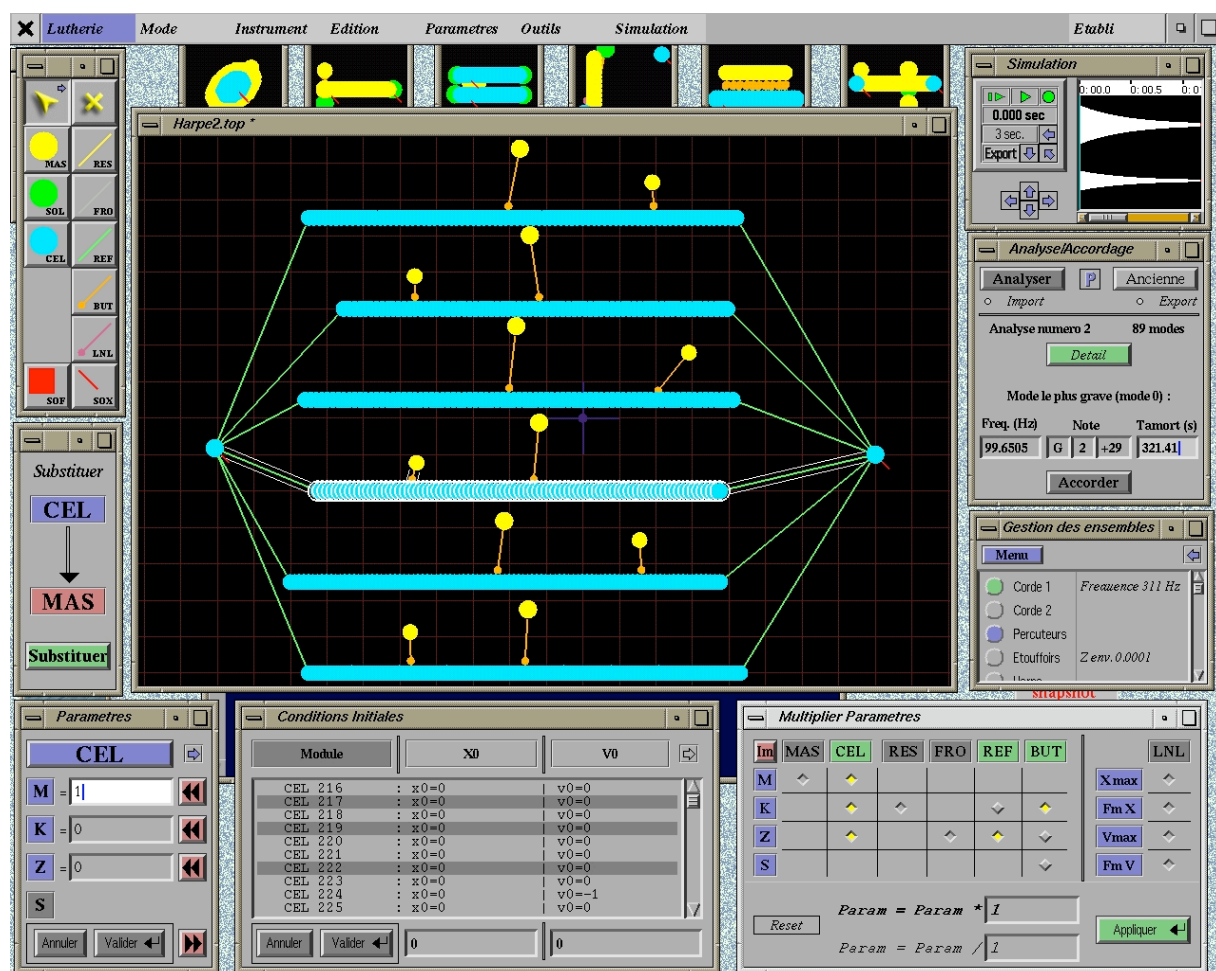 Lutherie Mode Instrument Edition Parametres Outils Simulation Etabli
MAS RES
SOL FRO
CEL REF
BUT
LNL
SOF SOX
Harpe2.top *
Simulation
0: 00.0 0: 00.5
0.000 sec
3 sec.
Export
Analyse/Accordage
Analyser P Ancienne
Import Export
Analyse numero 2 89 modes
Detail
Mode le plus grave (mode 0) :
Freq. (Hz) Note Tamort (s)
99.6505 G 2 +29 321.41
Accorder
Substituer
CEL
MAS
Substituer
Gestion des ensembles
Menu
Corde 1 Frequence 311 Hz
Corde 2
Percuteurs
Etouffoirs Z env. 0.0001
snapshot
Parametres
CEL
M = 1
K = 0
Z = 0
S
Annuler Valider
Conditions Initiales
Module X0 V0
CEL 216 : x0=0 | v0=0
CEL 217 : x0=0 | v0=0
CEL 218 : x0=0 | v0=0
CEL 219 : x0=0 | v0=0
CEL 220 : x0=0 | v0=0
CEL 221 : x0=0 | v0=0
CEL 222 : x0=0 | v0=0
CEL 223 : x0=0 | v0=0
CEL 224 : x0=0 | v0=-1
CEL 225 : x0=0 | v0=0
Annuler Valider 0 0
Multiplier Parametres
Im MAS CEL RES FRO REF BUT LNL
M X max
K Fm X
Z Vmax
S Fm V
Param = Param * 1
Reset
Appliquer
Param = Param / 1